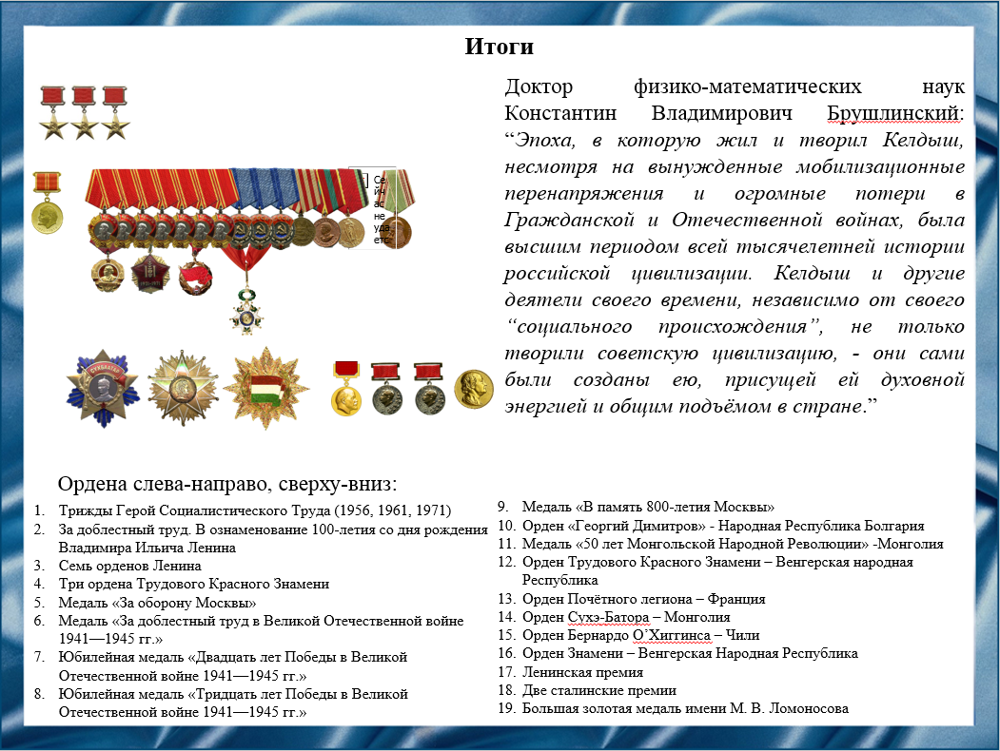 Итоги
Доктор физико-математических наук
Константин Владимирович Брушлинский:
“Эпоха, в которую жил и творил Келдыш,
несмотря на вынужденные мобилизационные
перенапряжения и огромные потери в
Гражданской и Отечественной войнах, была
высшим периодом всей тысячелетней истории
российской цивилизации. Келдыш и другие
деятели своего времени, независимо от своего
“социального происхождения”, не только
творили советскую цивилизацию, - они сами
были созданы ею, присущей ей духовной
энергией и общим подъёмом в стране.”
Се
йч
ас
не
уда
етс
СУХБААТАР
Ордена слева-направо, сверху-вниз:
1. Трижды Герой Социалистического Труда (1956, 1961, 1971)
2. За доблестный труд. В ознаменование 100-летия со дня рождения
Владимира Ильича Ленина
3. Семь орденов Ленина
4. Три ордена Трудового Красного Знамени
5. Медаль «За оборону Москвы»
6. Медаль «За доблестный труд в Великой Отечественной войне
1941—1945 гг.»
7. Юбилейная медаль «Двадцать лет Победы в Великой
Отечественной войне 1941—1945 гг.»
8. Юбилейная медаль «Тридцать лет Победы в Великой
Отечественной войне 1941—1945 гг.»
9. Медаль «В память 800-летия Москвы»
10. Орден «Георгий Димитров» - Народная Республика Болгария
11. Медаль «50 лет Монгольской Народной Революции» -Монголия
12. Орден Трудового Красного Знамени – Венгерская народная
Республика
13. Орден Почётного легиона – Франция
14. Орден Сухэ-Батора – Монголия
15. Орден Бернардо О’Хиггинса – Чили
16. Орден Знамени – Венгерская Народная Республика
17. Ленинская премия
18. Две сталинские премии
19. Большая золотая медаль имени М. В. Ломоносова